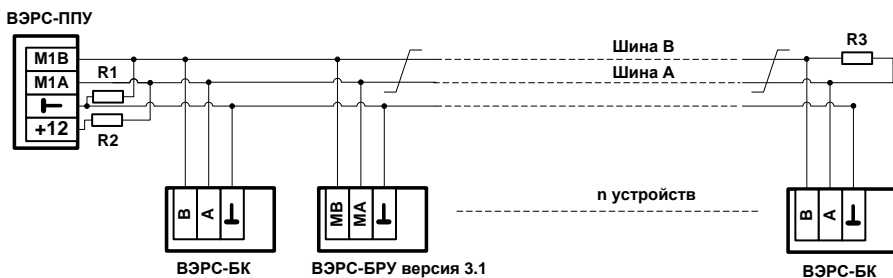 ВЭРС-ППУ
М1В
М1А
+12
R1
R2
Шина В
Шина А
R3
В
А
ВЭРС-БК
МВ
МА
ВЭРС-БРУ версия 3.1
n устройств
В
А
ВЭРС-БК